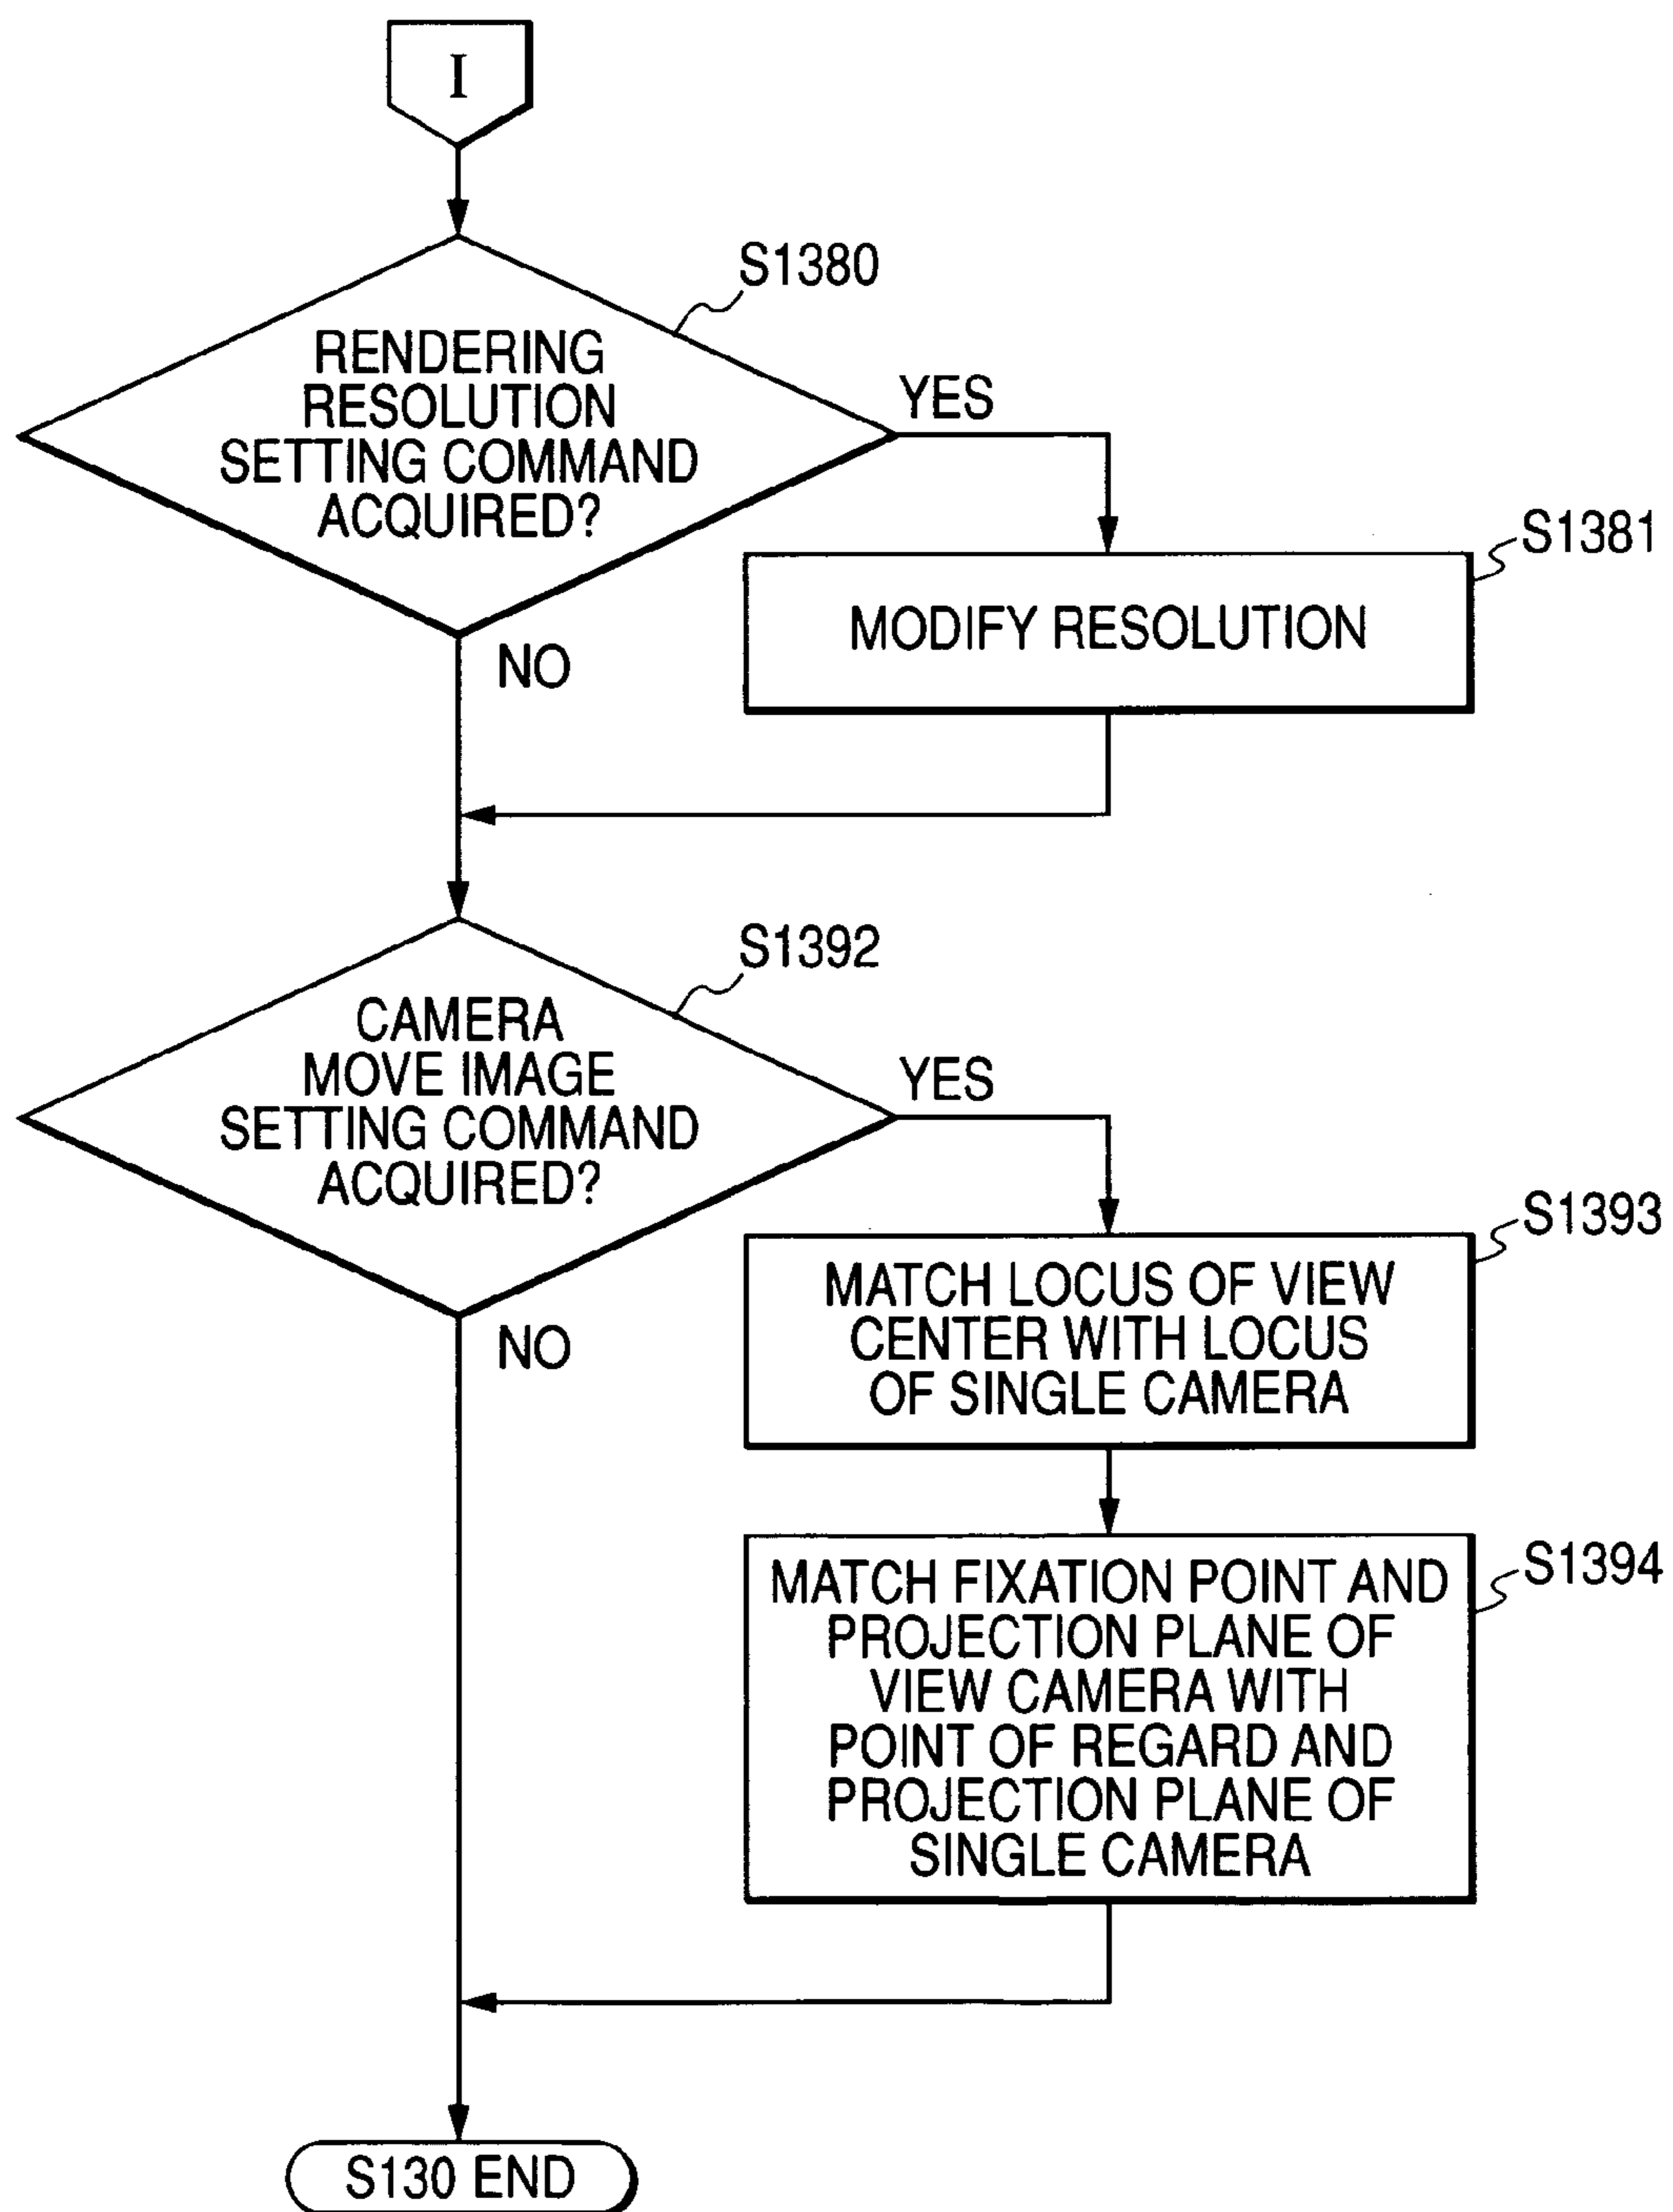 I
S1380
RENDERING
RESOLUTION
SETTING COMMAND
ACQUIRED?
YES
NO
S1381
MODIFY RESOLUTION
S1392
CAMERA
MOVE IMAGE
SETTING COMMAND
ACQUIRED?
YES
NO
S1393
MATCH LOCUS OF VIEW
CENTER WITH LOCUS
OF SINGLE CAMERA
S1394
MATCH FIXATION POINT AND
PROJECTION PLANE OF
VIEW CAMERA WITH
POINT OF REGARD AND
PROJECTION PLANE OF
SINGLE CAMERA
S130 END